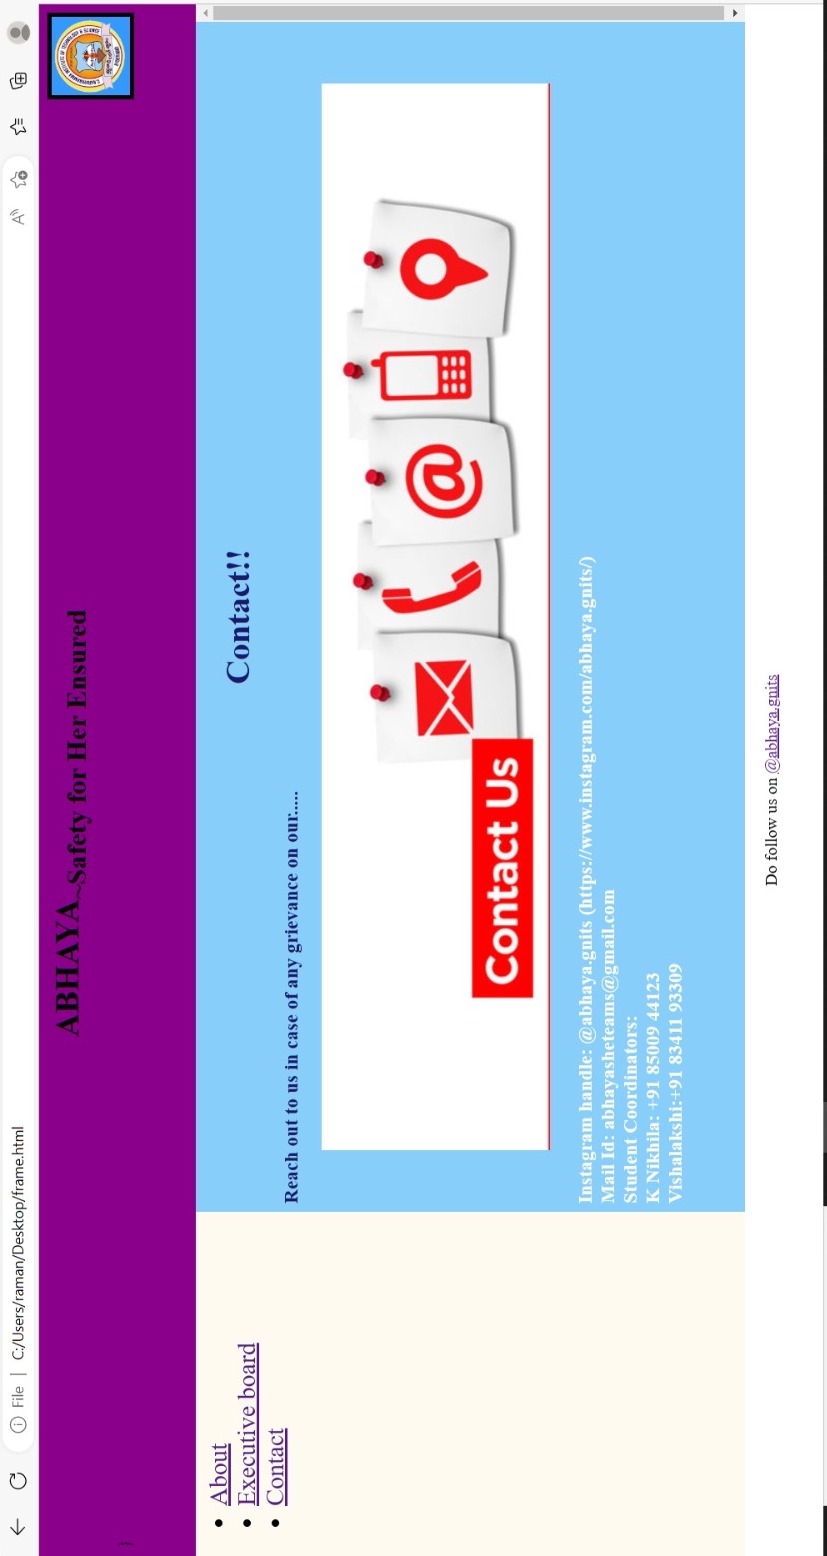 File | C:/Users/raman/Desktop/frame.html
ABHAYA~Safety for Her Ensured
}
About
Executive board
Contact
Contact!!
Reach out to us in case of any grievance on our.....
@
Contact Us
Instagram handle: @abhaya.gnits (https://www.instagram.com/abhaya.gnits/)
Mail Id: abhayasheteams@gmail.com
Student Coordinators:
K Nikhila: +91 85009 44123
Vishalakshi:+91 83411 93309
Do follow us on @abhaya.gnits